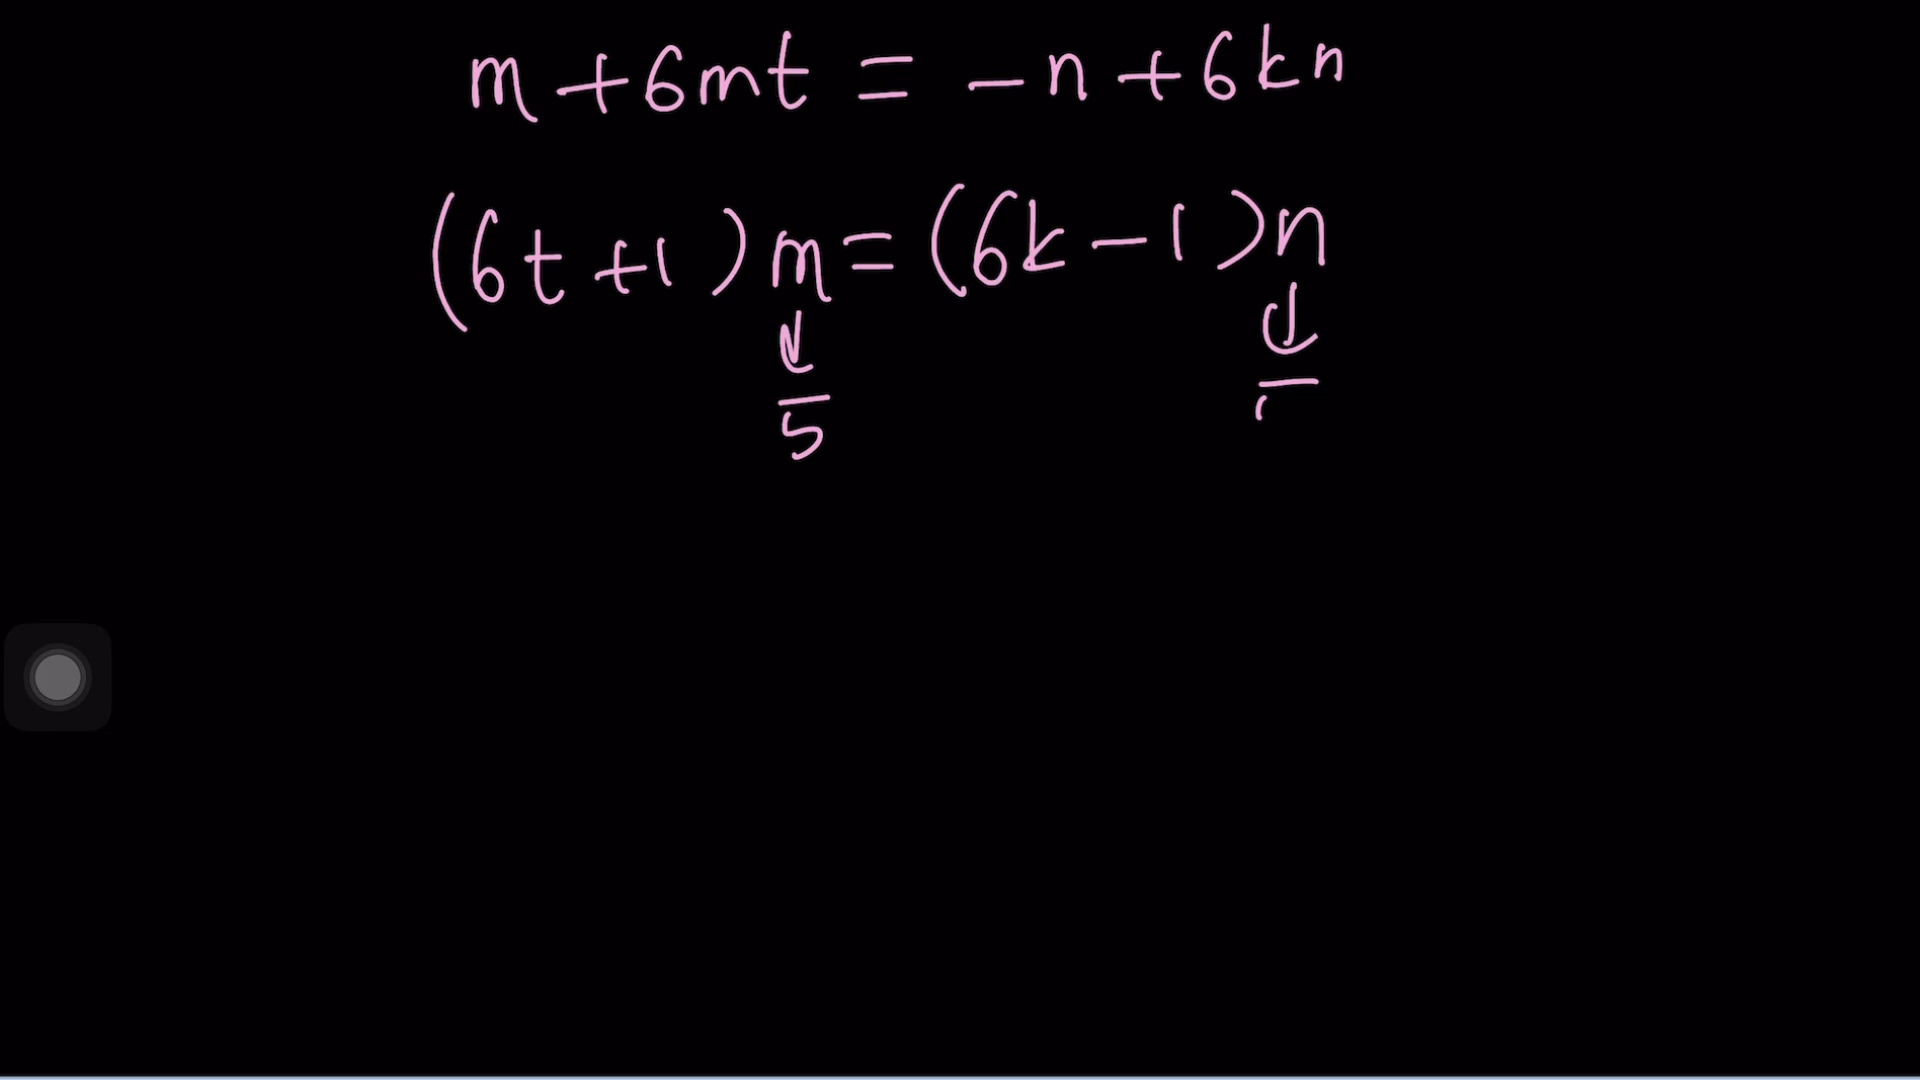 m + 6mt = -n + 6kn
(6t + 1) m = (6k - 1) n
5